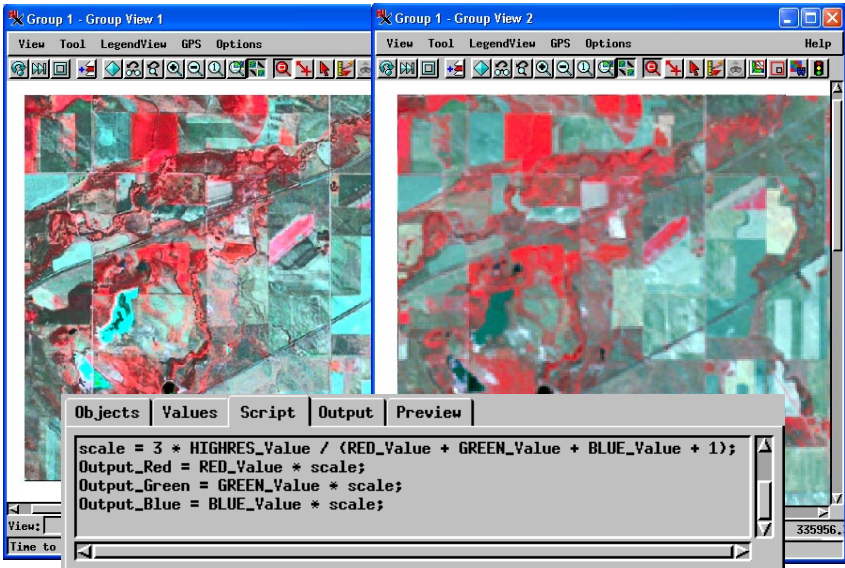 Group 1 - Group View 1
View Tool LegendView GPS Options
Group 1 - Group View 2
View Tool LegendView GPS Options Help
Objects Values Script Output Preview
scale = 3 * HIGHRES_Value / (RED_Value + GREEN_Value + BLUE_Value + 1);
Output_Red = RED_Value * scale;
Output_Green = GREEN_Value * scale;
Output_Blue = BLUE_Value * scale;
View:
Time to
335956.